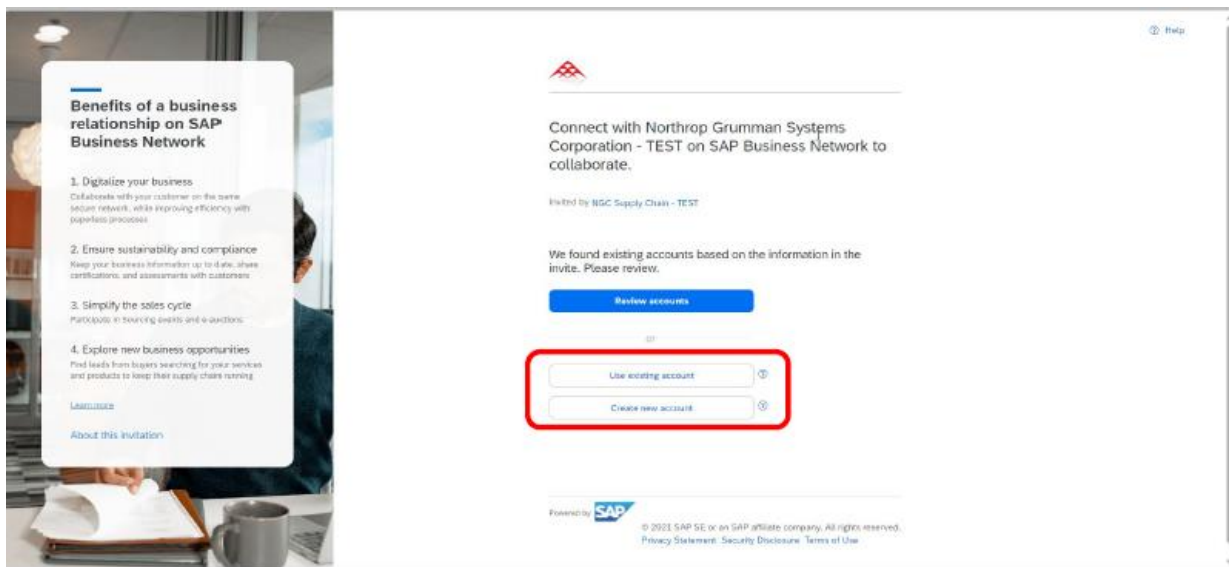 Help
Benefits of a business
relationship on SAP
Business Network
1. Digitalize your business
Collaborate with your customer on the same
secure network, while improving efficiency with
paperless processes
2. Ensure sustainability and compliance
Keep your business information up to date, share
certifications, and assessments with customers
3. Simplify the sales cycle
Participate in Sourcing events and e-auctions
4. Explore new business opportunities
Find leads from buyers searching for your services
and products to keep their supply chain running
Learn more
About this invitation
Connect with Northrop Grumman Systems
Corporation - TEST on SAP Business Network to
collaborate.
Invited by NGC Supply Chain - TEST
We found existing accounts based on the information in the
invite. Please review.
Review accounts
or
Use existing account
Create new account
Powered by SAP
© 2021 SAP SE or an SAP affiliate company. All rights reserved.
Privacy Statement Security Disclosure Terms of Use